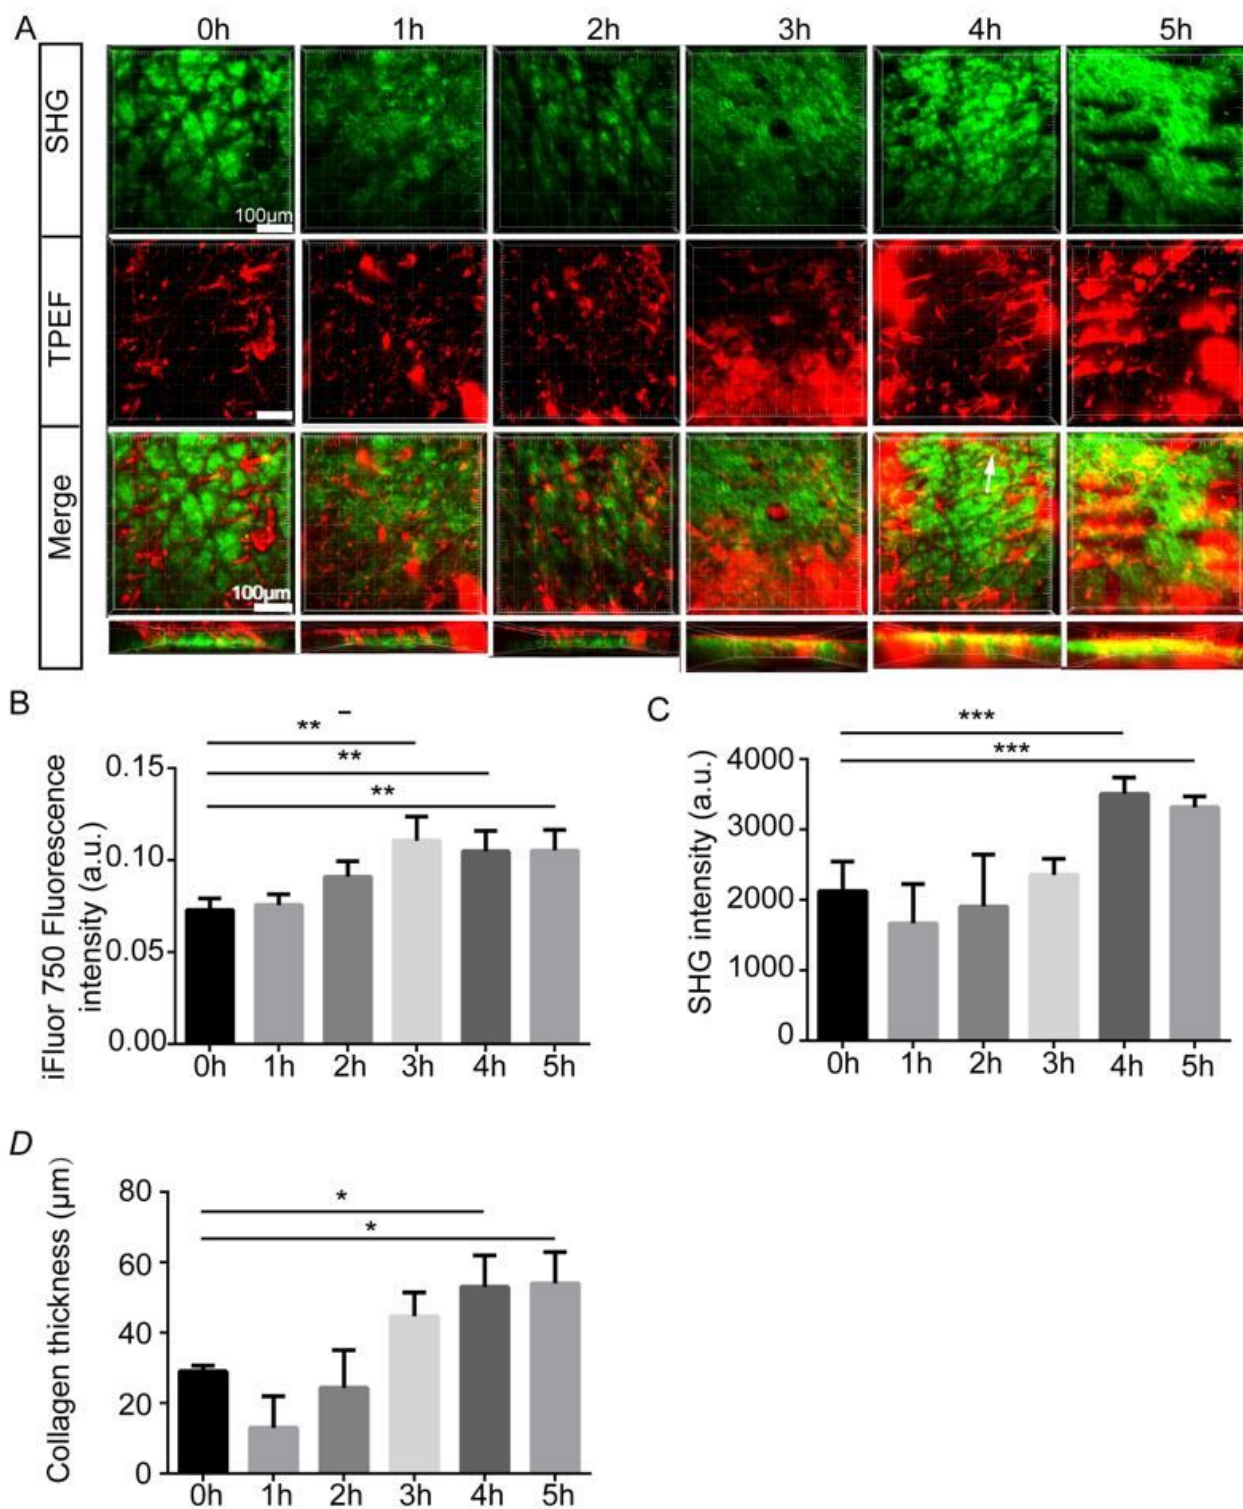 A
0h 1h 2h 3h 4h 5h
SHG
100µm
TPEF
Merge
100µm
B
** –
**
**
iFluor 750 Fluorescence
intensity (a.u.)
0.15
0.10
0.05
0.00
0h 1h 2h 3h 4h 5h
C
***
***
SHG intensity (a.u.)
4000
3000
2000
1000
0
0h 1h 2h 3h 4h 5h
D
*
*
Collagen thickness (µm)
80
60
40
20
0
0h 1h 2h 3h 4h 5h